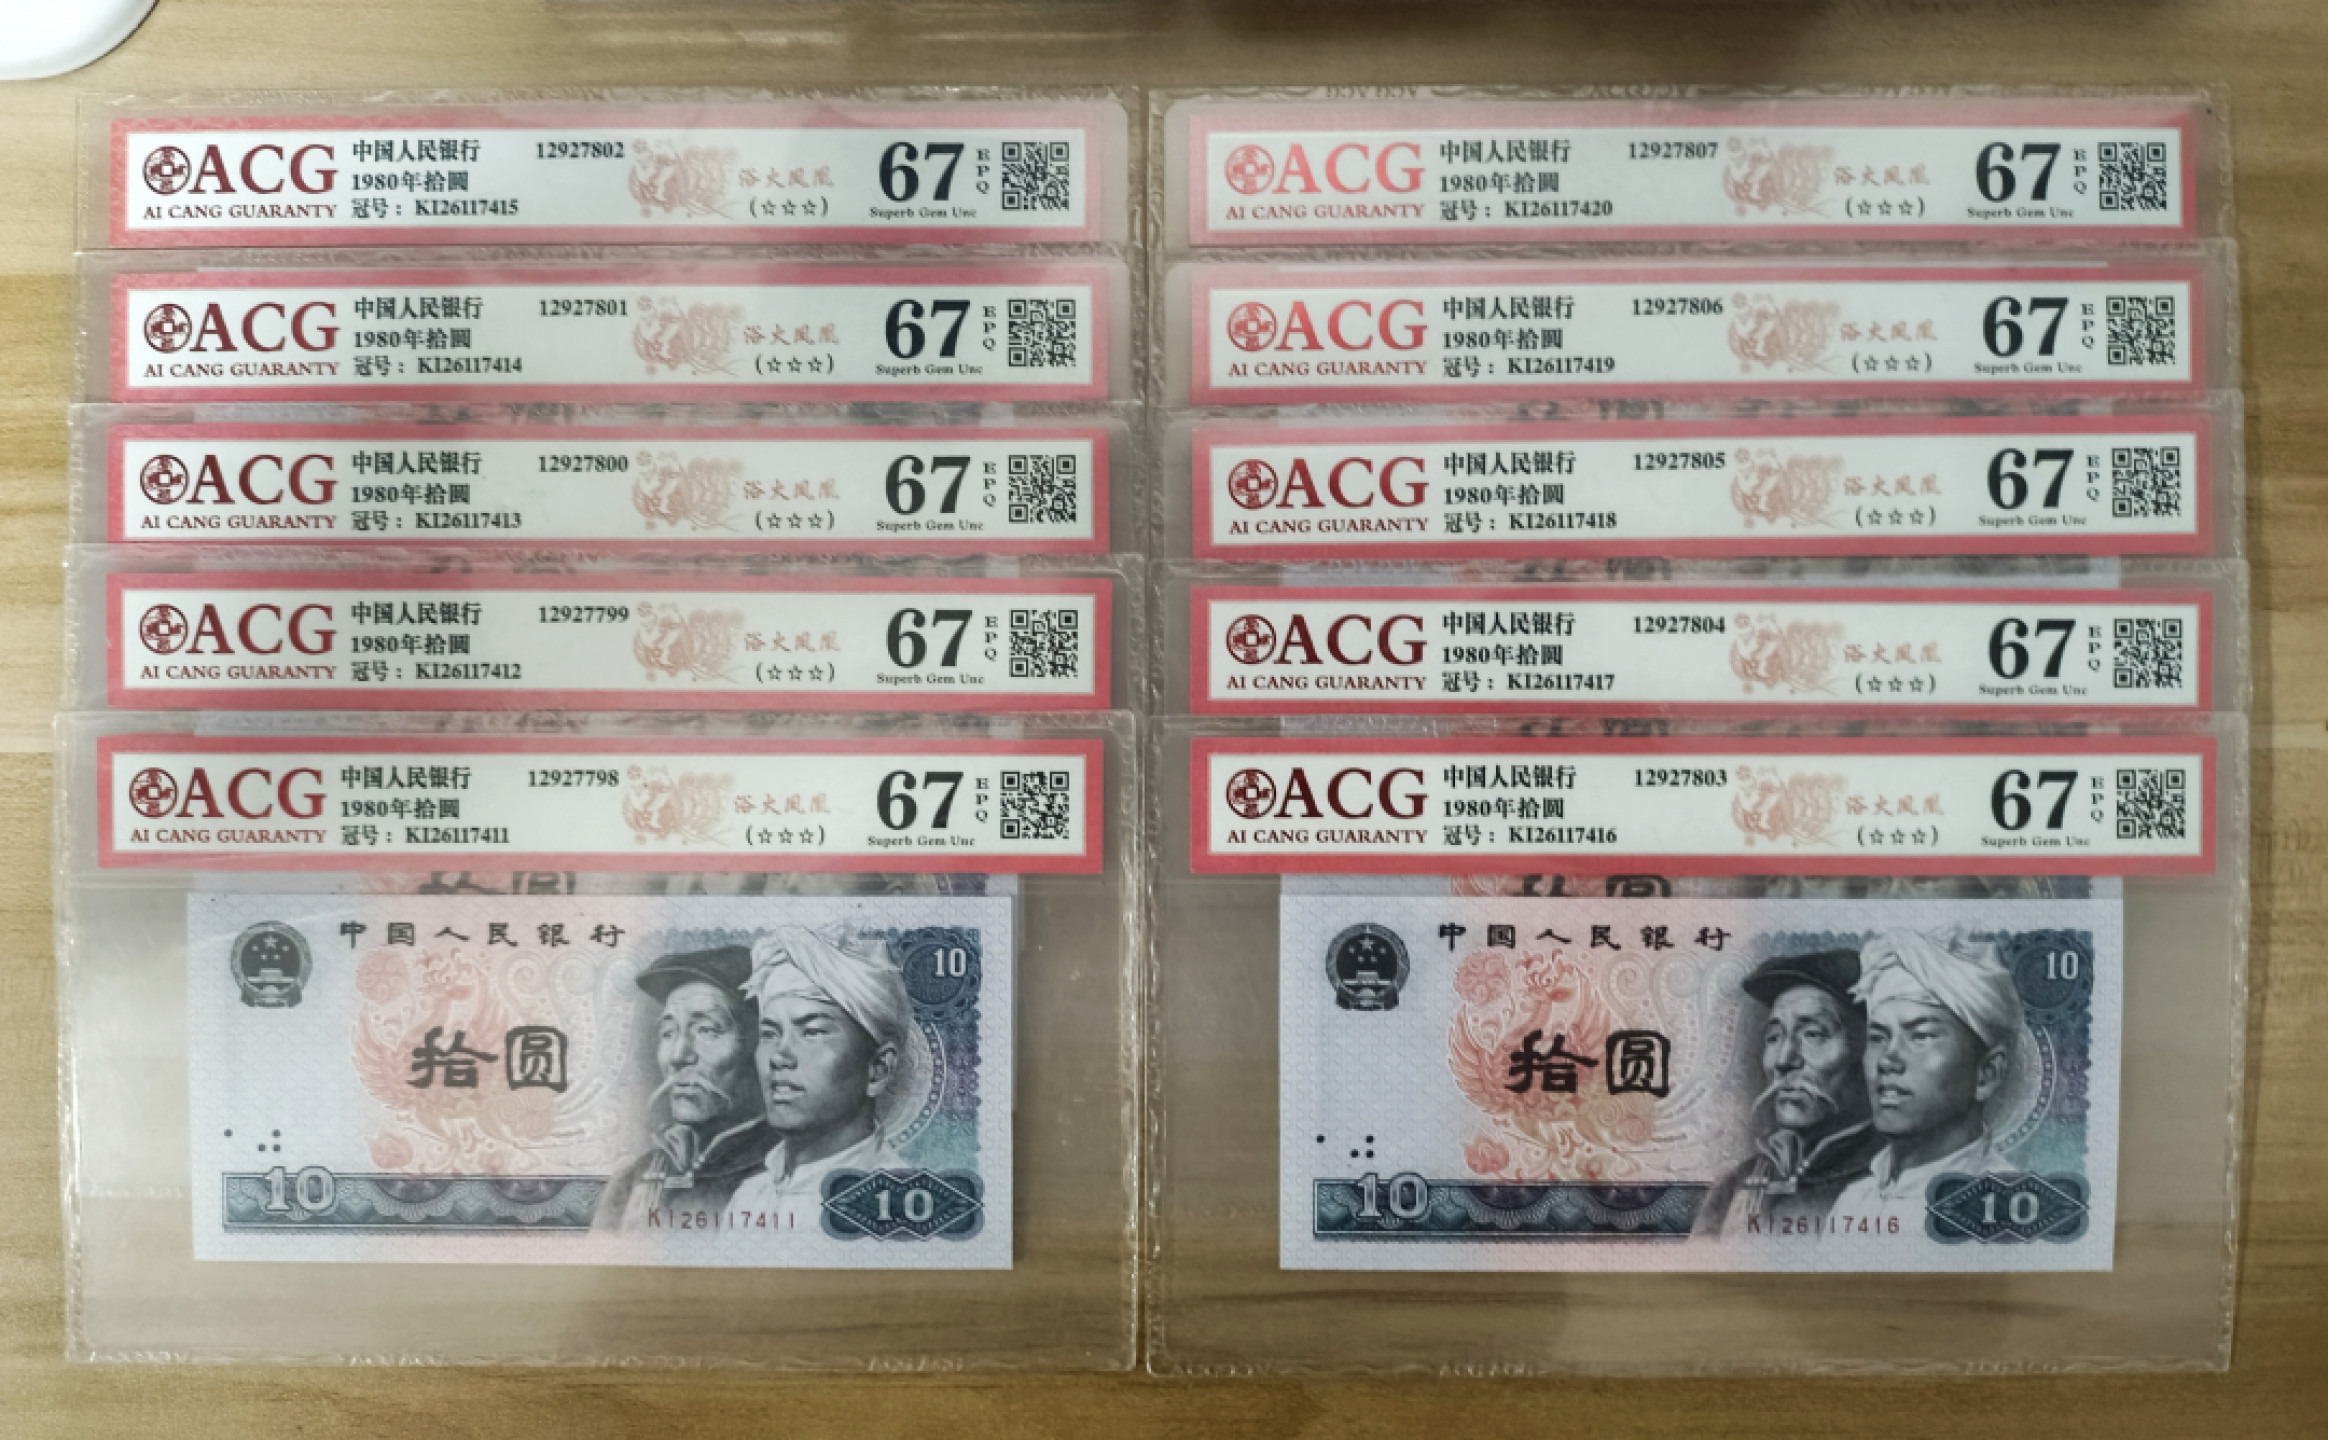 ACG
AI CANG GUARANTY
中国人民银行 12927802
1980年拾圆
冠号：KI26117415
浴火凤凰
(☆☆☆)
67 EPQ
Superb Gem Unc
ACG
AI CANG GUARANTY
中国人民银行 12927801
1980年拾圆
冠号：KI26117414
浴火凤凰
(☆☆☆)
67 EPQ
Superb Gem Unc
ACG
AI CANG GUARANTY
中国人民银行 12927800
1980年拾圆
冠号：KI26117413
浴火凤凰
(☆☆☆)
67 EPQ
Superb Gem Unc
ACG
AI CANG GUARANTY
中国人民银行 12927799
1980年拾圆
冠号：KI26117412
浴火凤凰
(☆☆☆)
67 EPQ
Superb Gem Unc
ACG
AI CANG GUARANTY
中国人民银行 12927798
1980年拾圆
冠号：KI26117411
浴火凤凰
(☆☆☆)
67 EPQ
Superb Gem Unc
中国人民银行
10
拾圆
10
KI26117411
10
ACG
AI CANG GUARANTY
中国人民银行 12927807
1980年拾圆
冠号：KI26117420
浴火凤凰
(☆☆☆)
67 EPQ
Superb Gem Unc
ACG
AI CANG GUARANTY
中国人民银行 12927806
1980年拾圆
冠号：KI26117419
浴火凤凰
(☆☆☆)
67 EPQ
Superb Gem Unc
ACG
AI CANG GUARANTY
中国人民银行 12927805
1980年拾圆
冠号：KI26117418
浴火凤凰
(☆☆☆)
67 EPQ
Superb Gem Unc
ACG
AI CANG GUARANTY
中国人民银行 12927804
1980年拾圆
冠号：KI26117417
浴火凤凰
(☆☆☆)
67 EPQ
Superb Gem Unc
ACG
AI CANG GUARANTY
中国人民银行 12927803
1980年拾圆
冠号：KI26117416
浴火凤凰
(☆☆☆)
67 EPQ
Superb Gem Unc
中国人民银行
10
拾圆
10
KI26117416
10